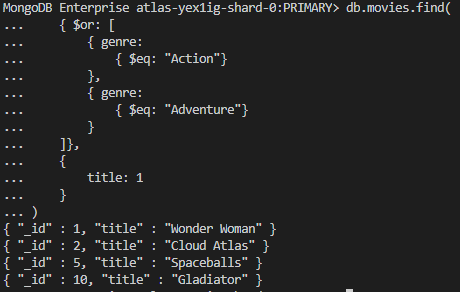 MongoDB Enterprise atlas-yex1ig-shard-0:PRIMARY> db.movies.find(
...     { $or: [
...         { genre:
...             { $eq: "Action"}
...         },
...         { genre:
...             { $eq: "Adventure"}
...         }
...     ]},
...     {
...         title: 1
...     }
... )
{ "_id" : 1, "title" : "Wonder Woman" }
{ "_id" : 2, "title" : "Cloud Atlas" }
{ "_id" : 5, "title" : "Spaceballs" }
{ "_id" : 10, "title" : "Gladiator" }